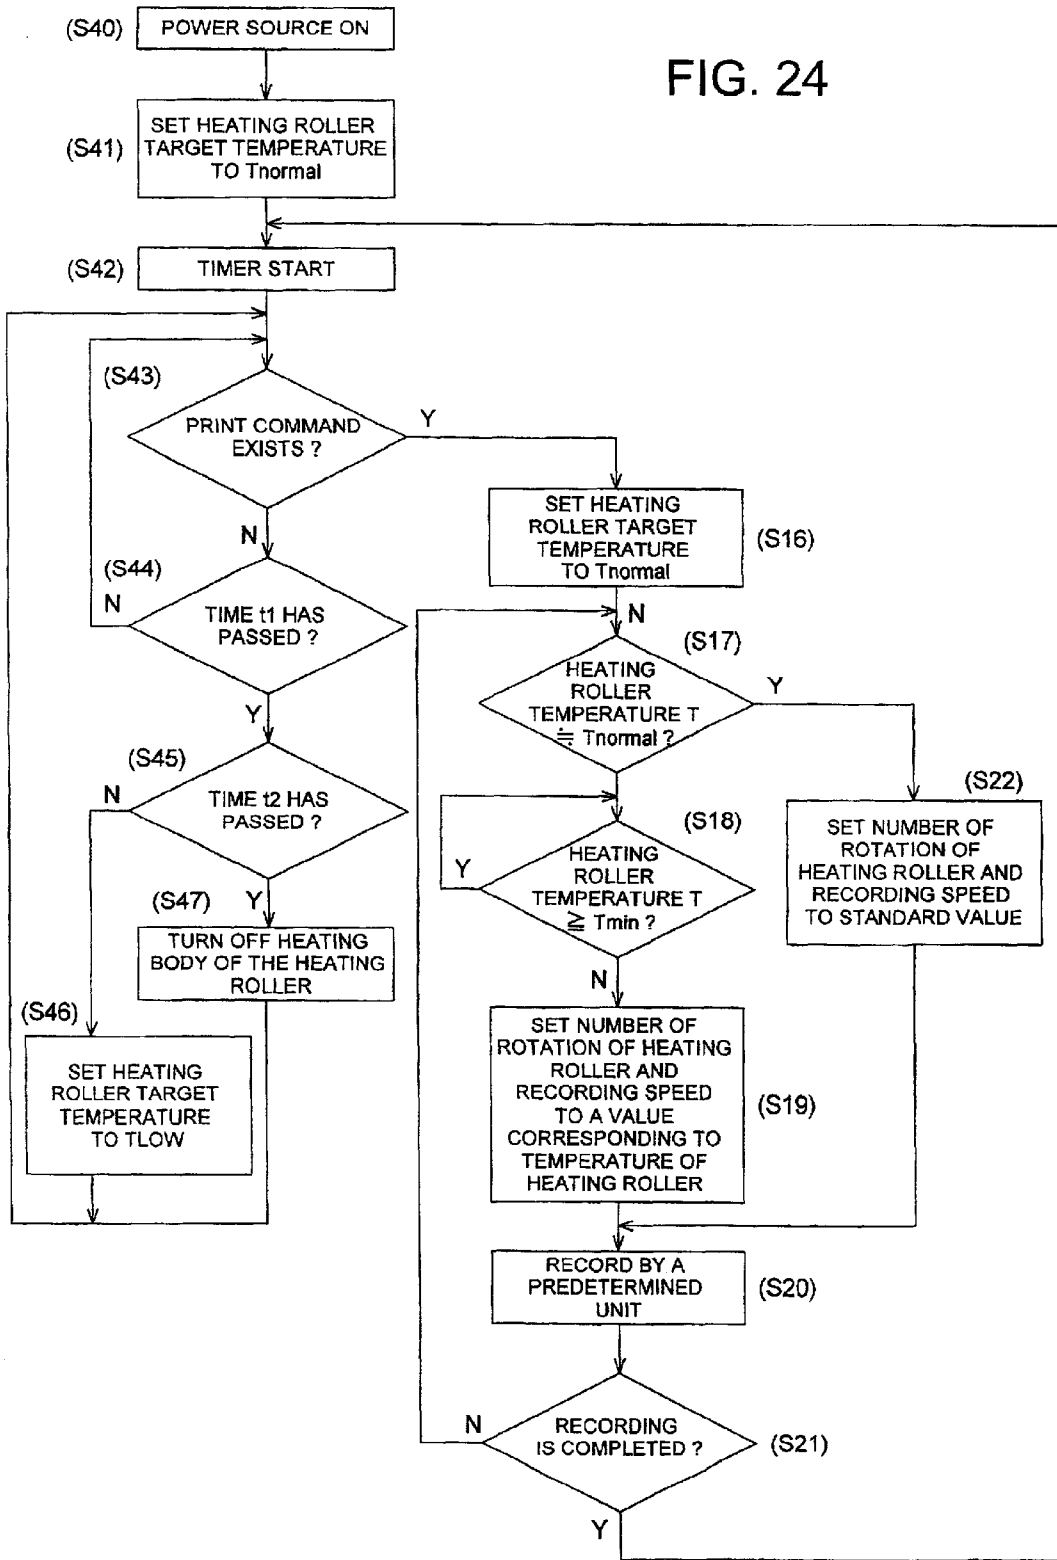 FIG. 24
(S40)
POWER SOURCE ON
(S41)
SET HEATING ROLLER
TARGET TEMPERATURE
TO Tnormal
(S42)
TIMER START
(S43)
PRINT COMMAND
EXISTS ?
Y
N
(S44)
TIME t1 HAS
PASSED ?
N
Y
(S45)
TIME t2 HAS
PASSED ?
N
Y
(S47)
TURN OFF HEATING
BODY OF THE HEATING
ROLLER
(S46)
SET HEATING
ROLLER TARGET
TEMPERATURE
TO TLOW
SET HEATING
ROLLER TARGET
TEMPERATURE
TO Tnormal
(S16)
N
(S17)
HEATING
ROLLER
TEMPERATURE T
≒ Tnormal ?
Y
(S18)
HEATING
ROLLER
TEMPERATURE T
≧ Tmin ?
Y
N
(S22)
SET NUMBER OF
ROTATION OF
HEATING ROLLER AND
RECORDING SPEED
TO STANDARD VALUE
SET NUMBER OF
ROTATION OF HEATING
ROLLER AND
RECORDING SPEED
TO A VALUE
CORRESPONDING TO
TEMPERATURE OF
HEATING ROLLER
(S19)
RECORD BY A
PREDETERMINED
UNIT
(S20)
RECORDING
IS COMPLETED ?
(S21)
N
Y